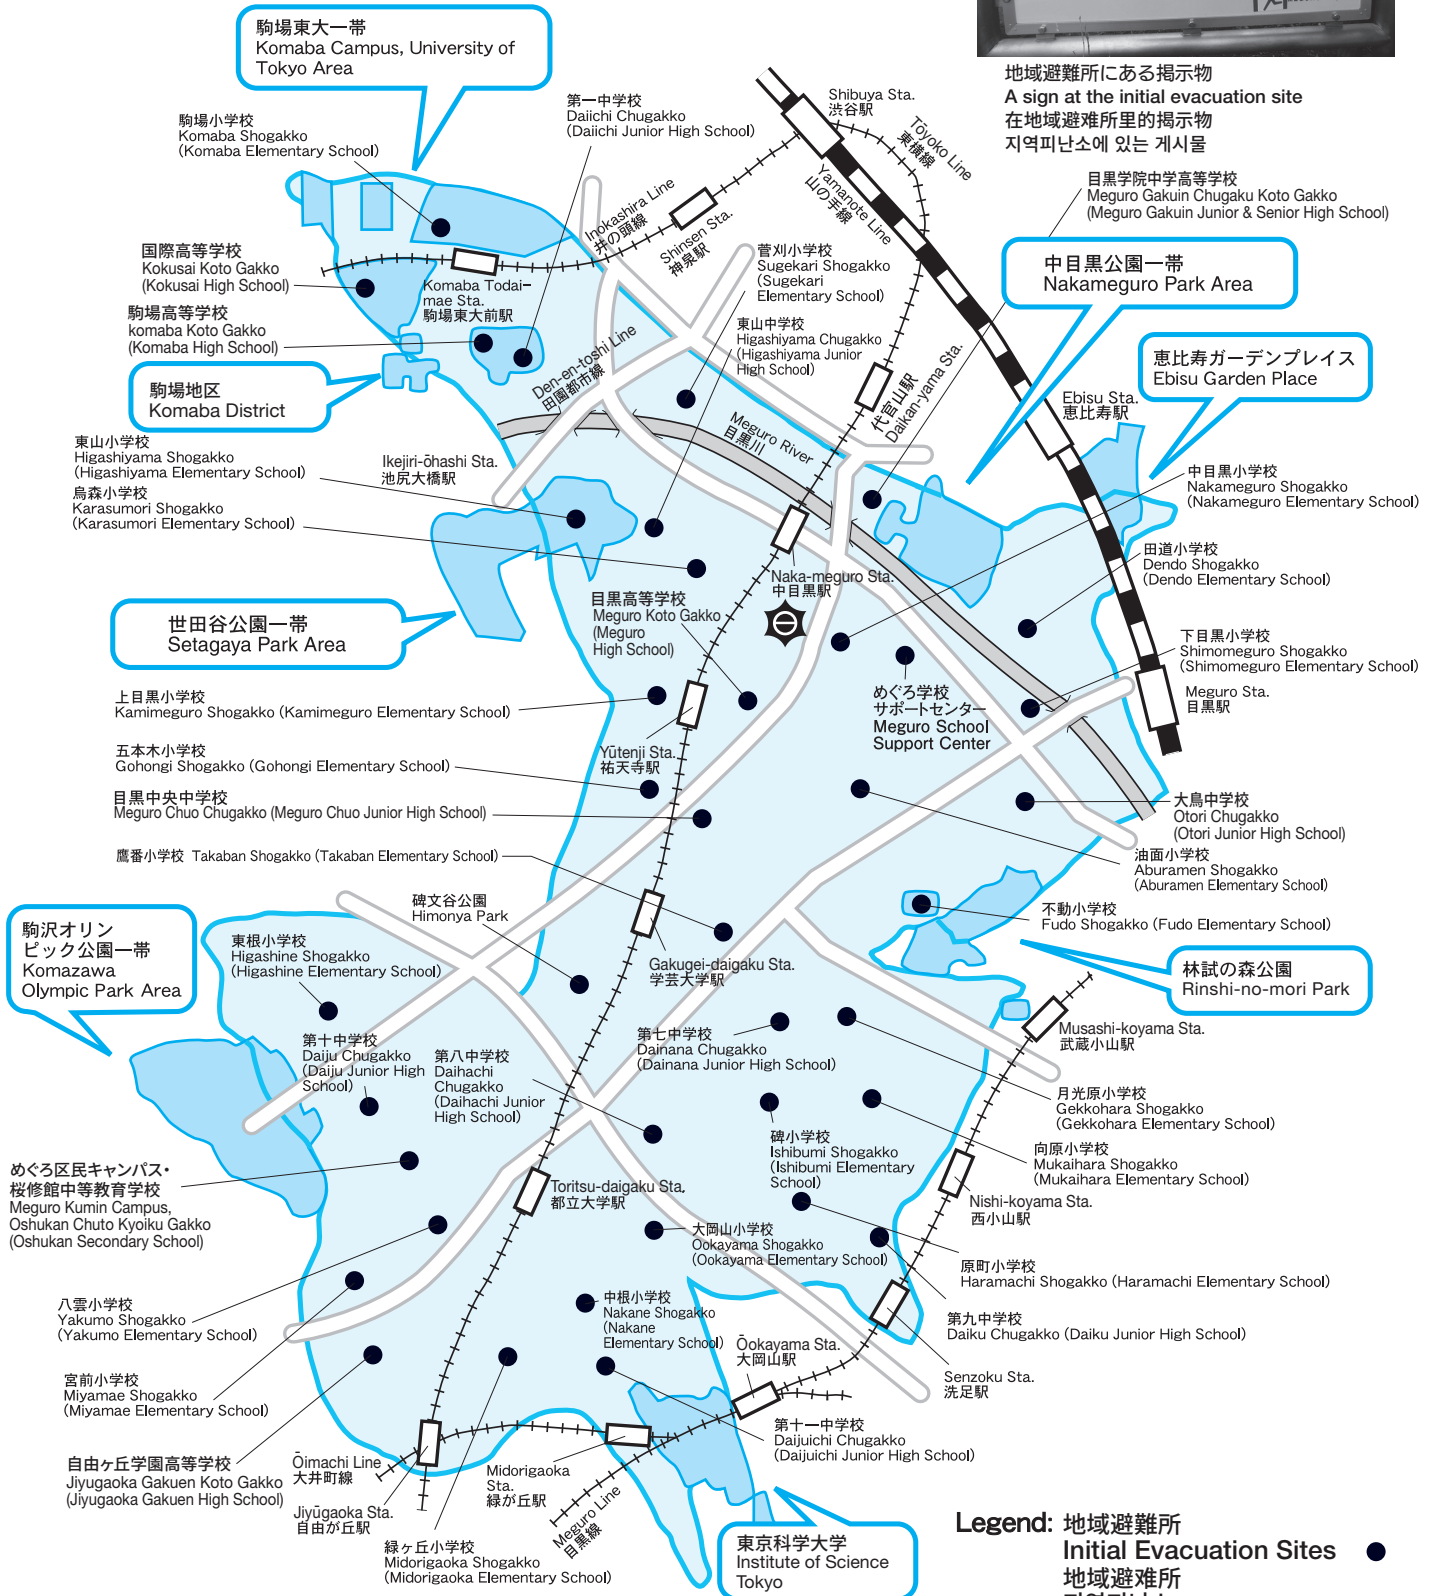 駒場東大一帯
Komaba Campus, University of
Tokyo Area
地域避難所にある掲示物
A sign at the initial evacuation site
在地域避难所里的揭示物
지역피난소에 있는 게시물
Shibuya Sta.
渋谷駅
Tōyoko Line
東横線
第一中学校
Daiichi Chugakko
(Daiichi Junior High School)
駒場小学校
Komaba Shogakko
(Komaba Elementary School)
目黒学院中学高等学校
Meguro Gakuin Chugaku Koto Gakko
(Meguro Gakuin Junior & Senior High School)
Yamanote Line
山の手線
Inokashira Line
井の頭線
Shinsen Sta.
神泉駅
国際高等学校
Kokusai Koto Gakko
(Kokusai High School)
菅刈小学校
Sugekari Shogakko
(Sugekari
Elementary School)
中目黒公園一帯
Nakameguro Park Area
Komaba Todai-
mae Sta.
駒場東大前駅
駒場高等学校
komaba Koto Gakko
(Komaba High School)
東山中学校
Higashiyama Chugakko
(Higashiyama Junior
High School)
恵比寿ガーデンプレイス
Ebisu Garden Place
駒場地区
Komaba District
Den-en-toshi Line
田園都市線
代官山駅
Daikan-yama Sta.
Ebisu Sta.
恵比寿駅
Meguro River
目黒川
東山小学校
Higashiyama Shogakko
(Higashiyama Elementary School)
Ikejiri-ōhashi Sta.
池尻大橋駅
烏森小学校
Karasumori Shogakko
(Karasumori Elementary School)
中目黒小学校
Nakameguro Shogakko
(Nakameguro Elementary School)
田道小学校
Dendo Shogakko
(Dendo Elementary School)
Naka-meguro Sta.
中目黒駅
目黒高等学校
Meguro Koto Gakko
(Meguro
High School)
世田谷公園一帯
Setagaya Park Area
下目黒小学校
Shimomeguro Shogakko
(Shimomeguro Elementary School)
めぐろ学校
サポートセンター
Meguro School
Support Center
Meguro Sta.
目黒駅
上目黒小学校
Kamimeguro Shogakko (Kamimeguro Elementary School)
Yūtenji Sta.
祐天寺駅
五本木小学校
Gohongi Shogakko (Gohongi Elementary School)
目黒中央中学校
Meguro Chuo Chugakko (Meguro Chuo Junior High School)
大鳥中学校
Otori Chugakko
(Otori Junior High School)
鷹番小学校 Takaban Shogakko (Takaban Elementary School)
油面小学校
Aburamen Shogakko
(Aburamen Elementary School)
碑文谷公園
Himonya Park
不動小学校
Fudo Shogakko (Fudo Elementary School)
駒沢オリン
ピック公園一帯
Komazawa
Olympic Park Area
東根小学校
Higashine Shogakko
(Higashine Elementary School)
Gakugei-daigaku Sta.
学芸大学駅
林試の森公園
Rinshi-no-mori Park
Musashi-koyama Sta.
武蔵小山駅
第十中学校
Daiju Chugakko
(Daiju Junior High
School)
第八中学校
Daihachi
Chugakko
(Daihachi Junior
High School)
第七中学校
Dainana Chugakko
(Dainana Junior High School)
月光原小学校
Gekkohara Shogakko
(Gekkohara Elementary School)
碑小学校
Ishibumi Shogakko
(Ishibumi Elementary
School)
向原小学校
Mukaihara Shogakko
(Mukaihara Elementary School)
めぐろ区民キャンパス・
桜修館中等教育学校
Meguro Kumin Campus,
Oshukan Chuto Kyoiku Gakko
(Oshukan Secondary School)
Toritsu-daigaku Sta.
都立大学駅
Nishi-koyama Sta.
西小山駅
大岡山小学校
Ookayama Shogakko
(Ookayama Elementary School)
原町小学校
Haramachi Shogakko (Haramachi Elementary School)
八雲小学校
Yakumo Shogakko
(Yakumo Elementary School)
中根小学校
Nakane Shogakko
(Nakane
Elementary School)
第九中学校
Daiku Chugakko (Daiku Junior High School)
Ōokayama Sta.
大岡山駅
宮前小学校
Miyamae Shogakko
(Miyamae Elementary School)
Senzoku Sta.
洗足駅
第十一中学校
Daijuichi Chugakko
(Daijuichi Junior High School)
自由ヶ丘学園高等学校
Jiyugaoka Gakuen Koto Gakko
(Jiyugaoka Gakuen High School)
Ōimachi Line
大井町線
Midorigaoka
Sta.
緑が丘駅
Jiyūgaoka Sta.
自由が丘駅
Meguro Line
目黒線
緑ヶ丘小学校
Midorigaoka Shogakko
(Midorigaoka Elementary School)
東京科学大学
Institute of Science
Tokyo
Legend: 地域避難所
Initial Evacuation Sites
地域避难所